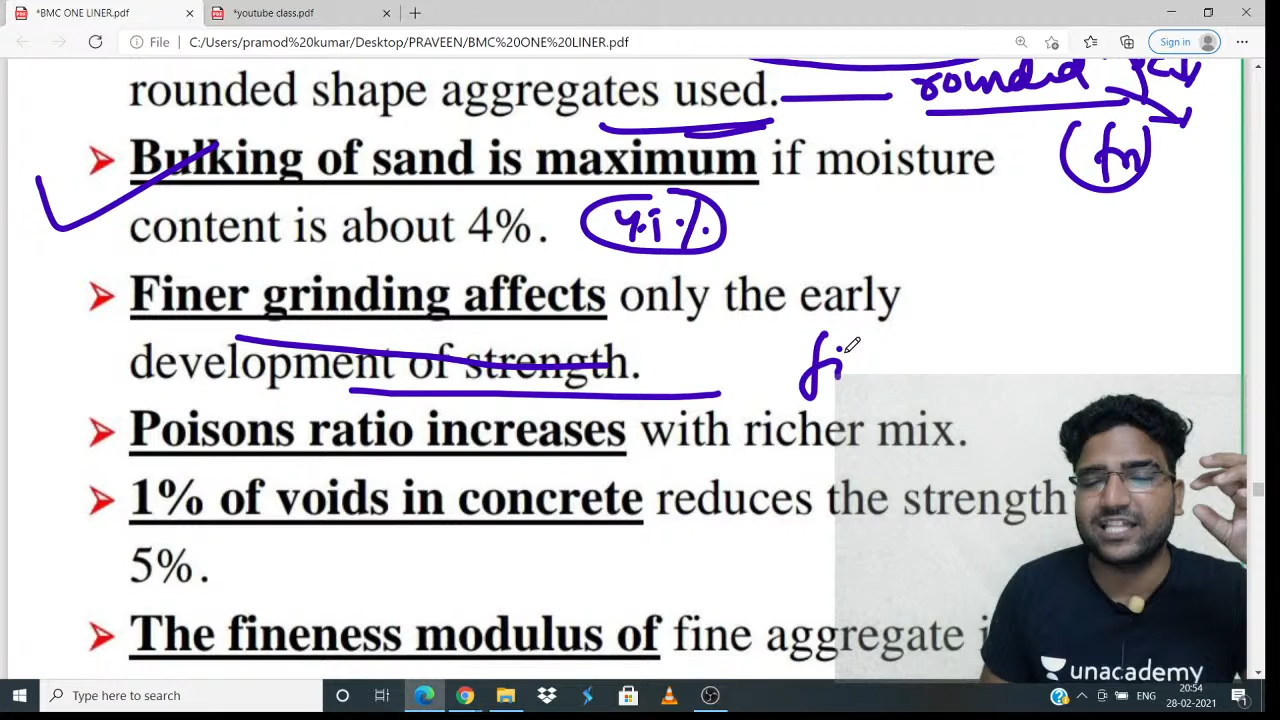 *BMC ONE LINER.pdf
*youtube class.pdf
File
C:/Users/pramod%20kumar/Desktop/PRAVEEN/BMC%20ONE%20LINER.pdf
Sign in
rounded shape aggregates used.
rounded
Bulking of sand is maximum if moisture
(fn)
content is about 4%.
Finer grinding affects only the early
development of strength.
fi
Poisons ratio increases with richer mix.
1% of voids in concrete reduces the strength
5%.
The fineness modulus of fine aggregate i
unacademy
Type here to search
ENG
20:54
28-02-2021